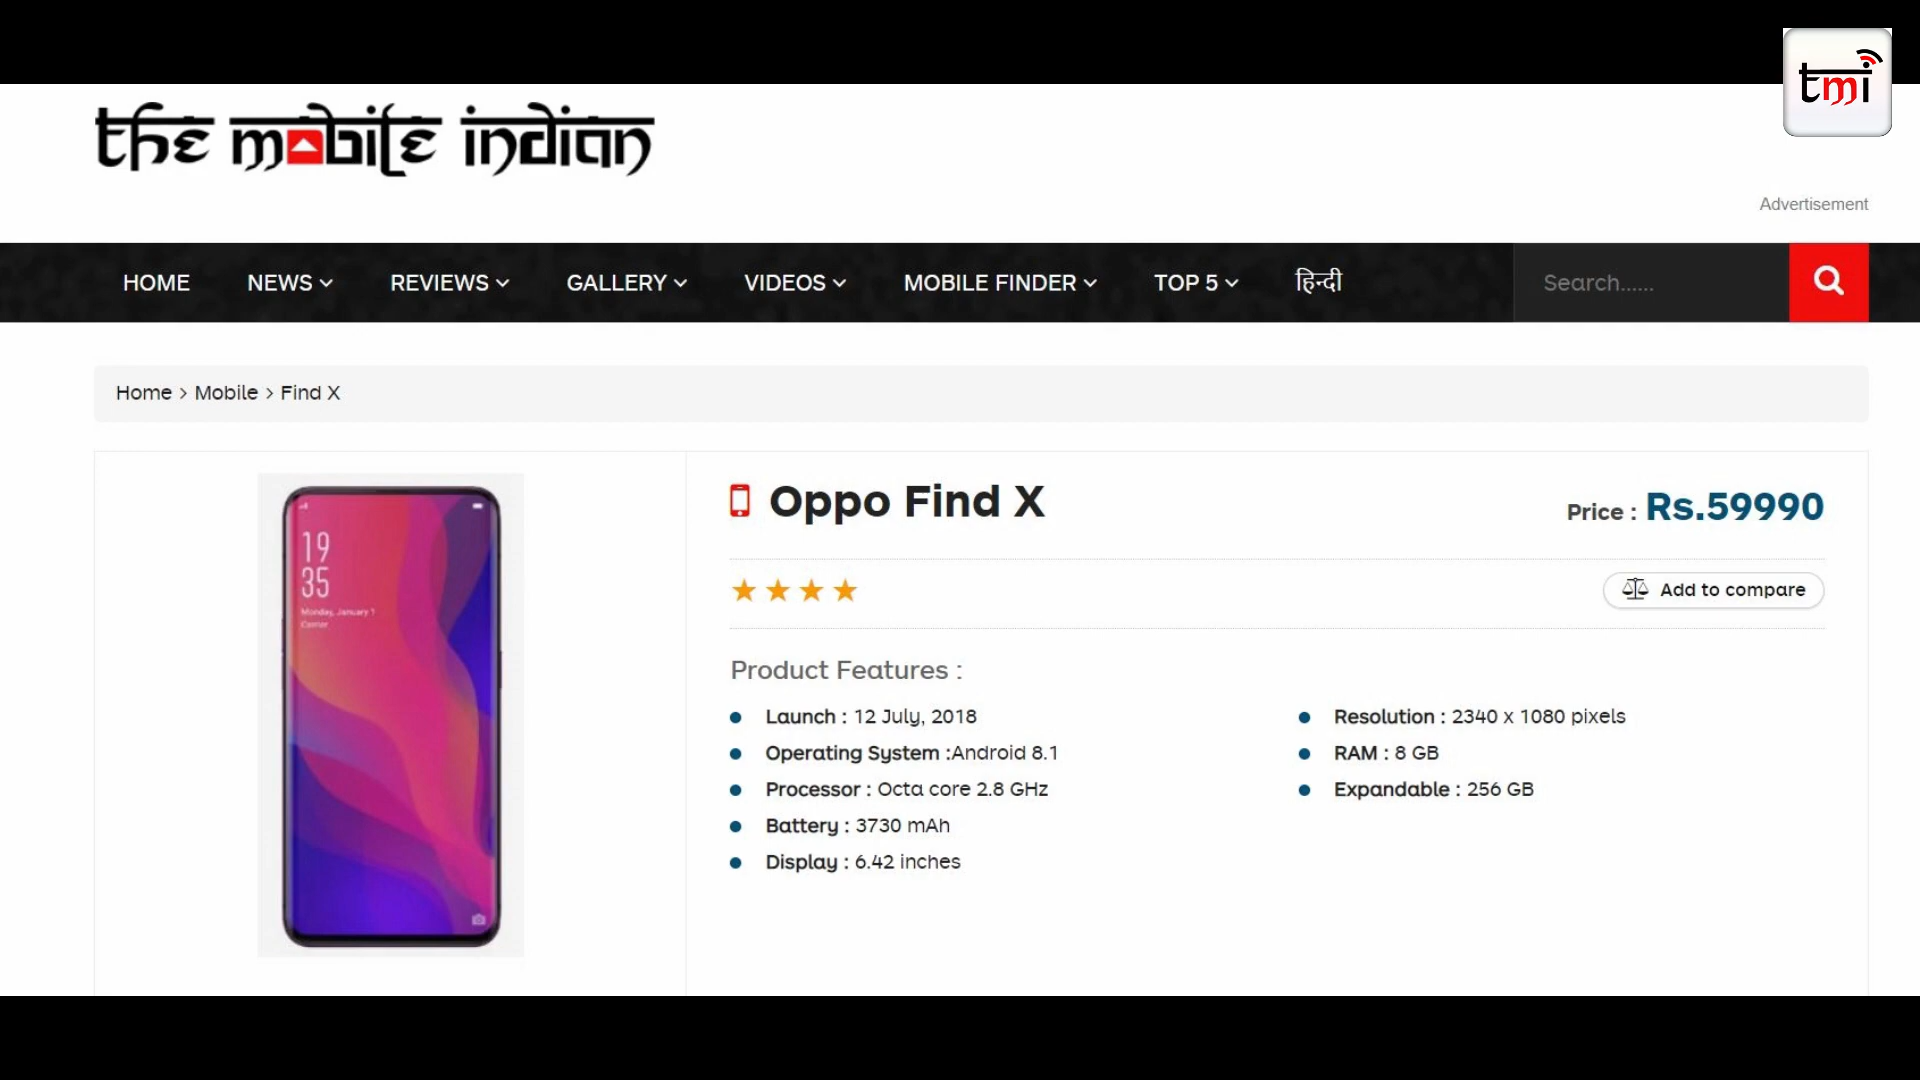 tmi
the mobile indian
Advertisement
HOME NEWS REVIEWS GALLERY VIDEOS MOBILE FINDER TOP 5 हिन्दी Search......
Home > Mobile > Find X
Oppo Find X
Price : Rs.59990
Add to compare
19
35
Monday, January 1
Product Features :
Launch : 12 July, 2018
Operating System :Android 8.1
Processor : Octa core 2.8 GHz
Battery : 3730 mAh
Display : 6.42 inches
Resolution : 2340 x 1080 pixels
RAM : 8 GB
Expandable : 256 GB